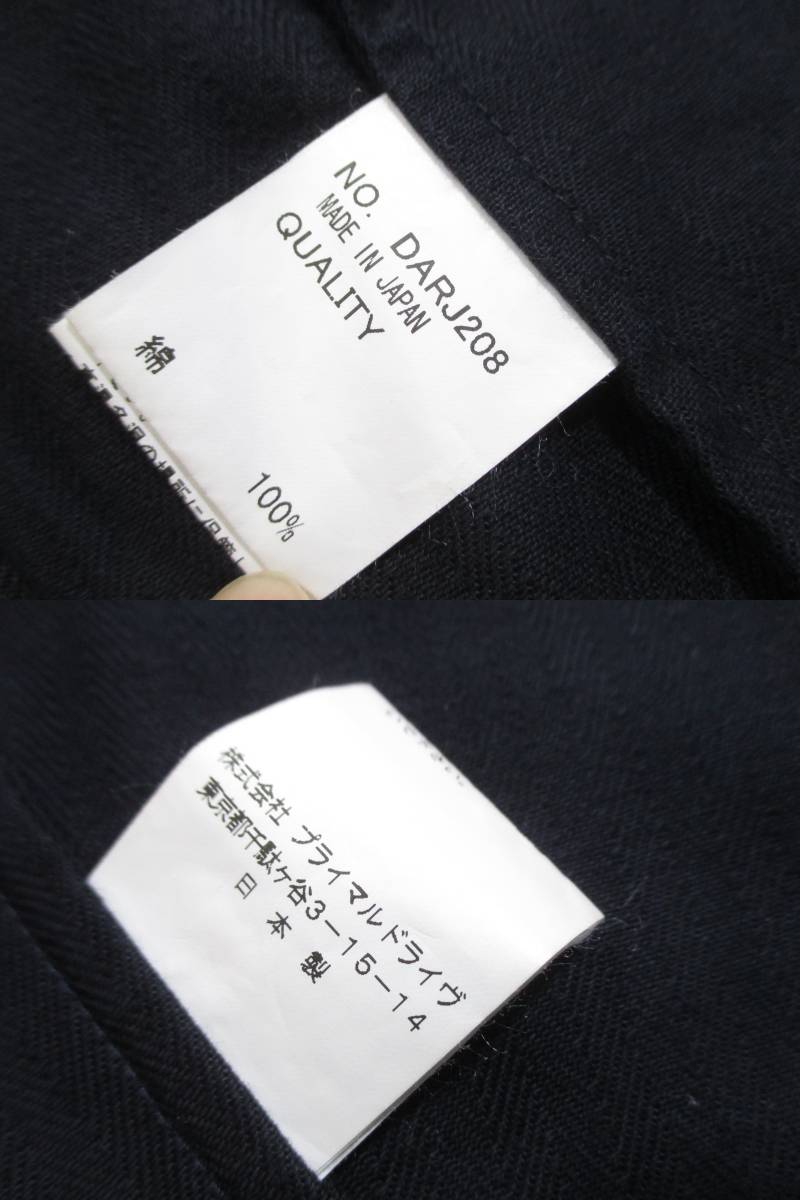 NO. DARJ208
MADE IN JAPAN
QUALITY
綿 100%
株式会社 プライマルドライヴ
東京都千駄ヶ谷3-15-14
日本製